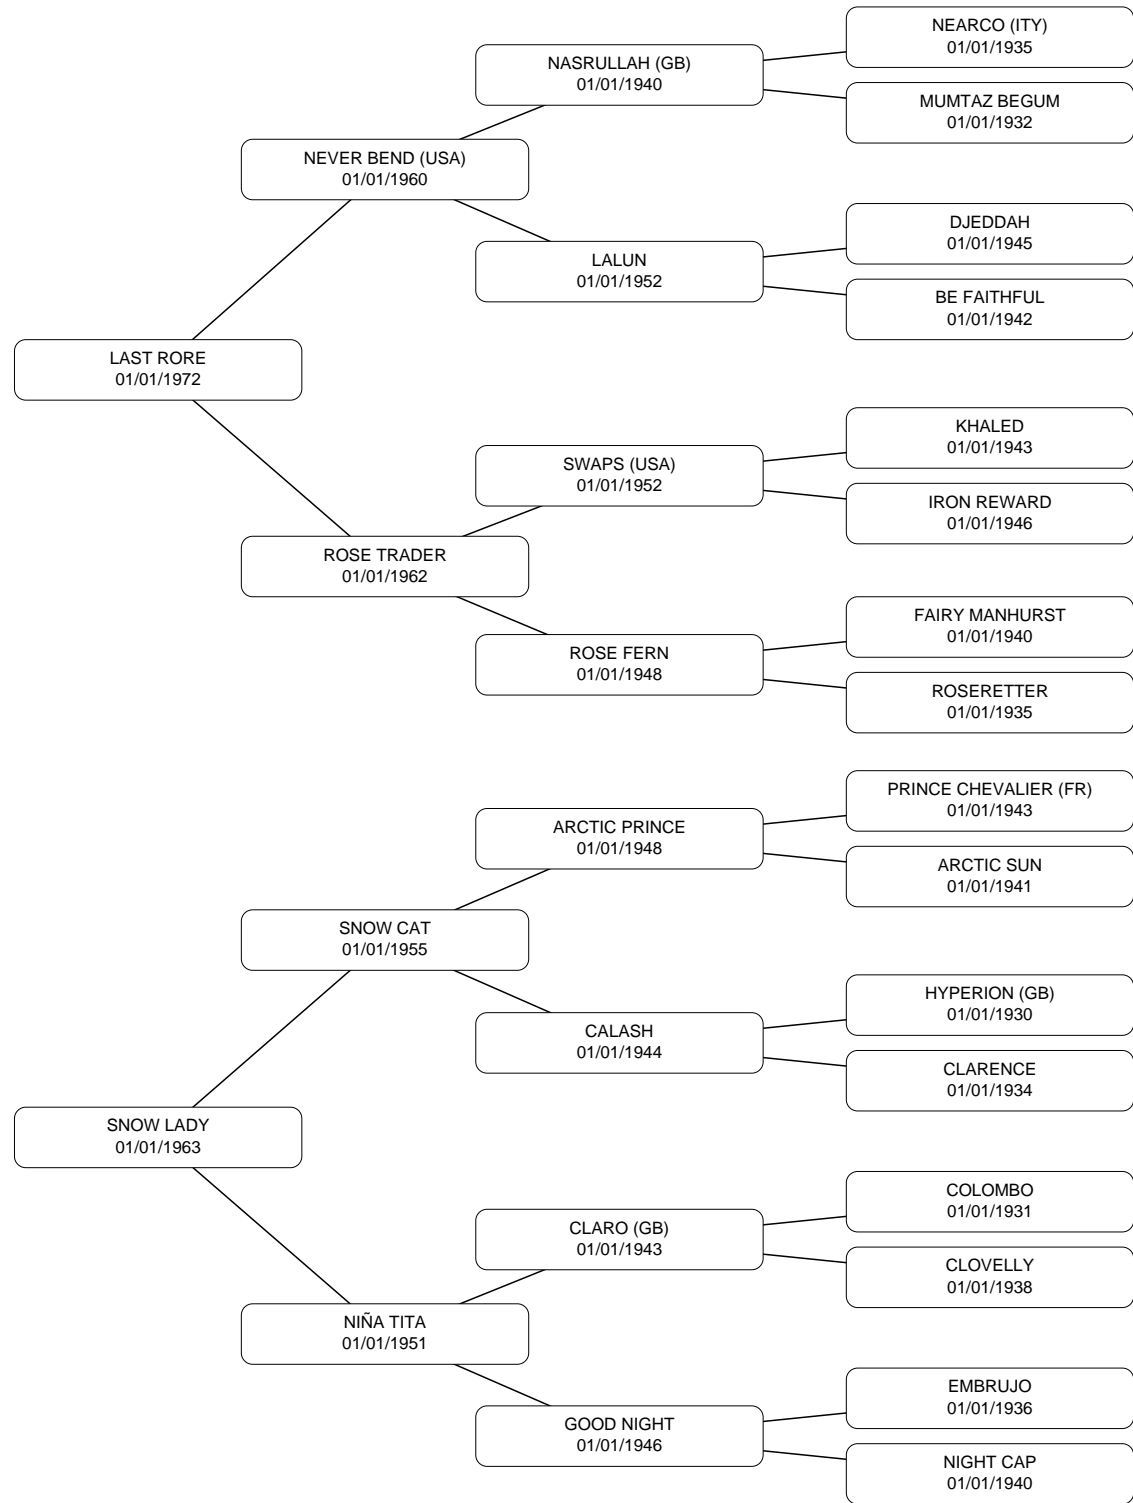 NEARCO (ITY)
01/01/1935
NASRULLAH (GB)
01/01/1940
MUMTAZ BEGUM
01/01/1932
NEVER BEND (USA)
01/01/1960
DJEDDAH
01/01/1945
LALUN
01/01/1952
BE FAITHFUL
01/01/1942
LAST RORE
01/01/1972
KHALED
01/01/1943
SWAPS (USA)
01/01/1952
IRON REWARD
01/01/1946
ROSE TRADER
01/01/1962
FAIRY MANHURST
01/01/1940
ROSE FERN
01/01/1948
ROSERETTER
01/01/1935
PRINCE CHEVALIER (FR)
01/01/1943
ARCTIC PRINCE
01/01/1948
ARCTIC SUN
01/01/1941
SNOW CAT
01/01/1955
HYPERION (GB)
01/01/1930
CALASH
01/01/1944
CLARENCE
01/01/1934
SNOW LADY
01/01/1963
COLOMBO
01/01/1931
CLARO (GB)
01/01/1943
CLOVELLY
01/01/1938
NIÑA TITA
01/01/1951
EMBRUJO
01/01/1936
GOOD NIGHT
01/01/1946
NIGHT CAP
01/01/1940